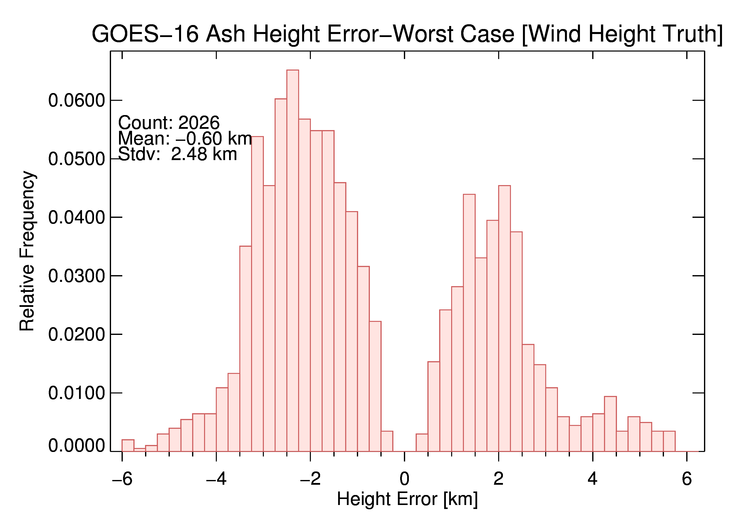 GOES−16 Ash Height Error−Worst Case [Wind Height Truth]
0.0600
Count: 2026
Mean: −0.60 km
Stdv: 2.48 km
0.0500
0.0400
0.0300
0.0200
0.0100
0.0000
Relative Frequency
−6 −4 −2 0 2 4 6
Height Error [km]